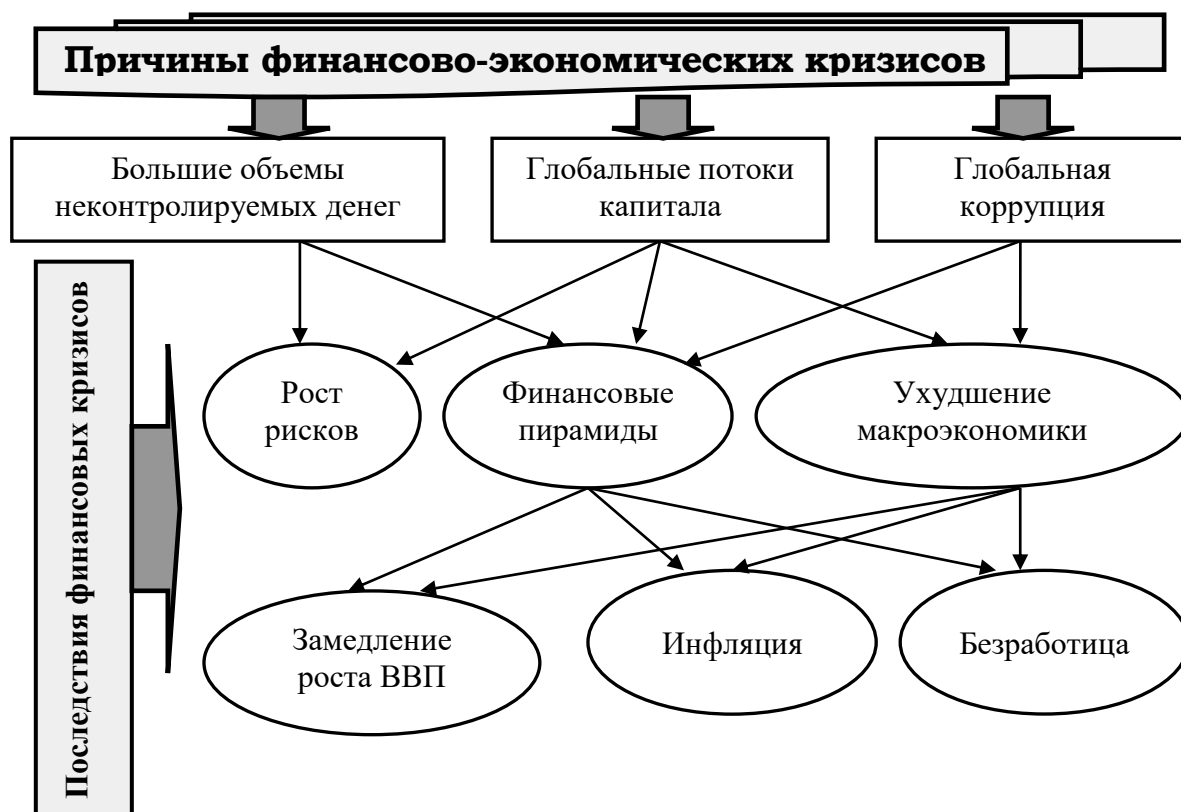 Причины финансово-экономических кризисов
Большие объемы
неконтролируемых денег
Глобальные потоки
капитала
Глобальная
коррупция
Последствия финансовых кризисов
Рост
рисков
Финансовые
пирамиды
Ухудшение
макроэкономики
Замедление
роста ВВП
Инфляция
Безработица